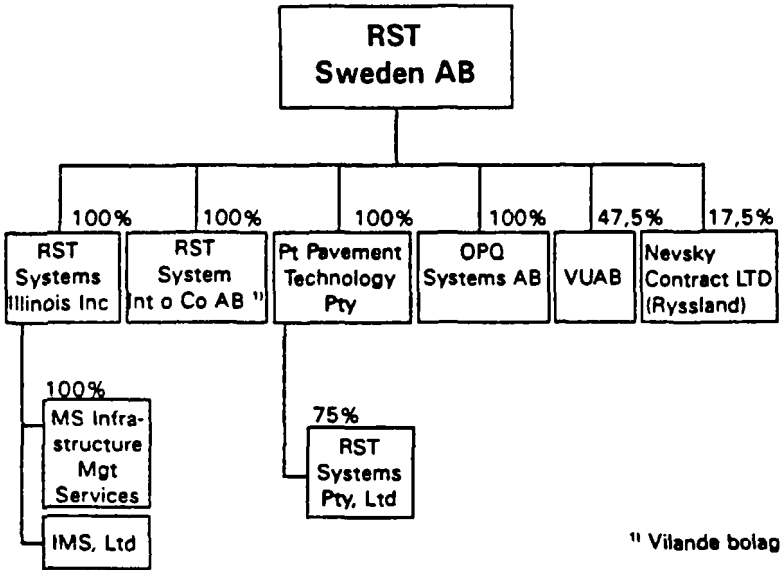 RST
Sweden AB
100%
100%
100%
100%
47,5%
17,5%
RST
Systems
Illinois Inc
RST
System
Int o Co AB ¹⁾
Pt Pavement
Technology
Pty
OPQ
Systems AB
VUAB
Nevsky
Contract LTD
(Ryssland)
100%
MS Infra-
structure
Mgt
Services
IMS, Ltd
75%
RST
Systems
Pty, Ltd
¹⁾ Vilande bolag